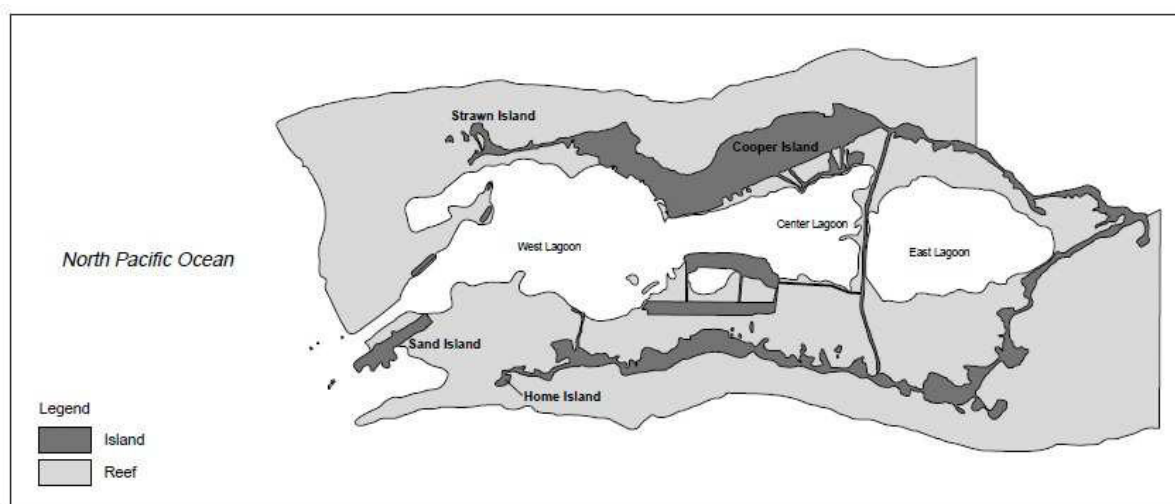 Strawn Island
Cooper Island
Center Lagoon
West Lagoon
East Lagoon
North Pacific Ocean
Sand Island
Home Island
Legend
Island
Reef